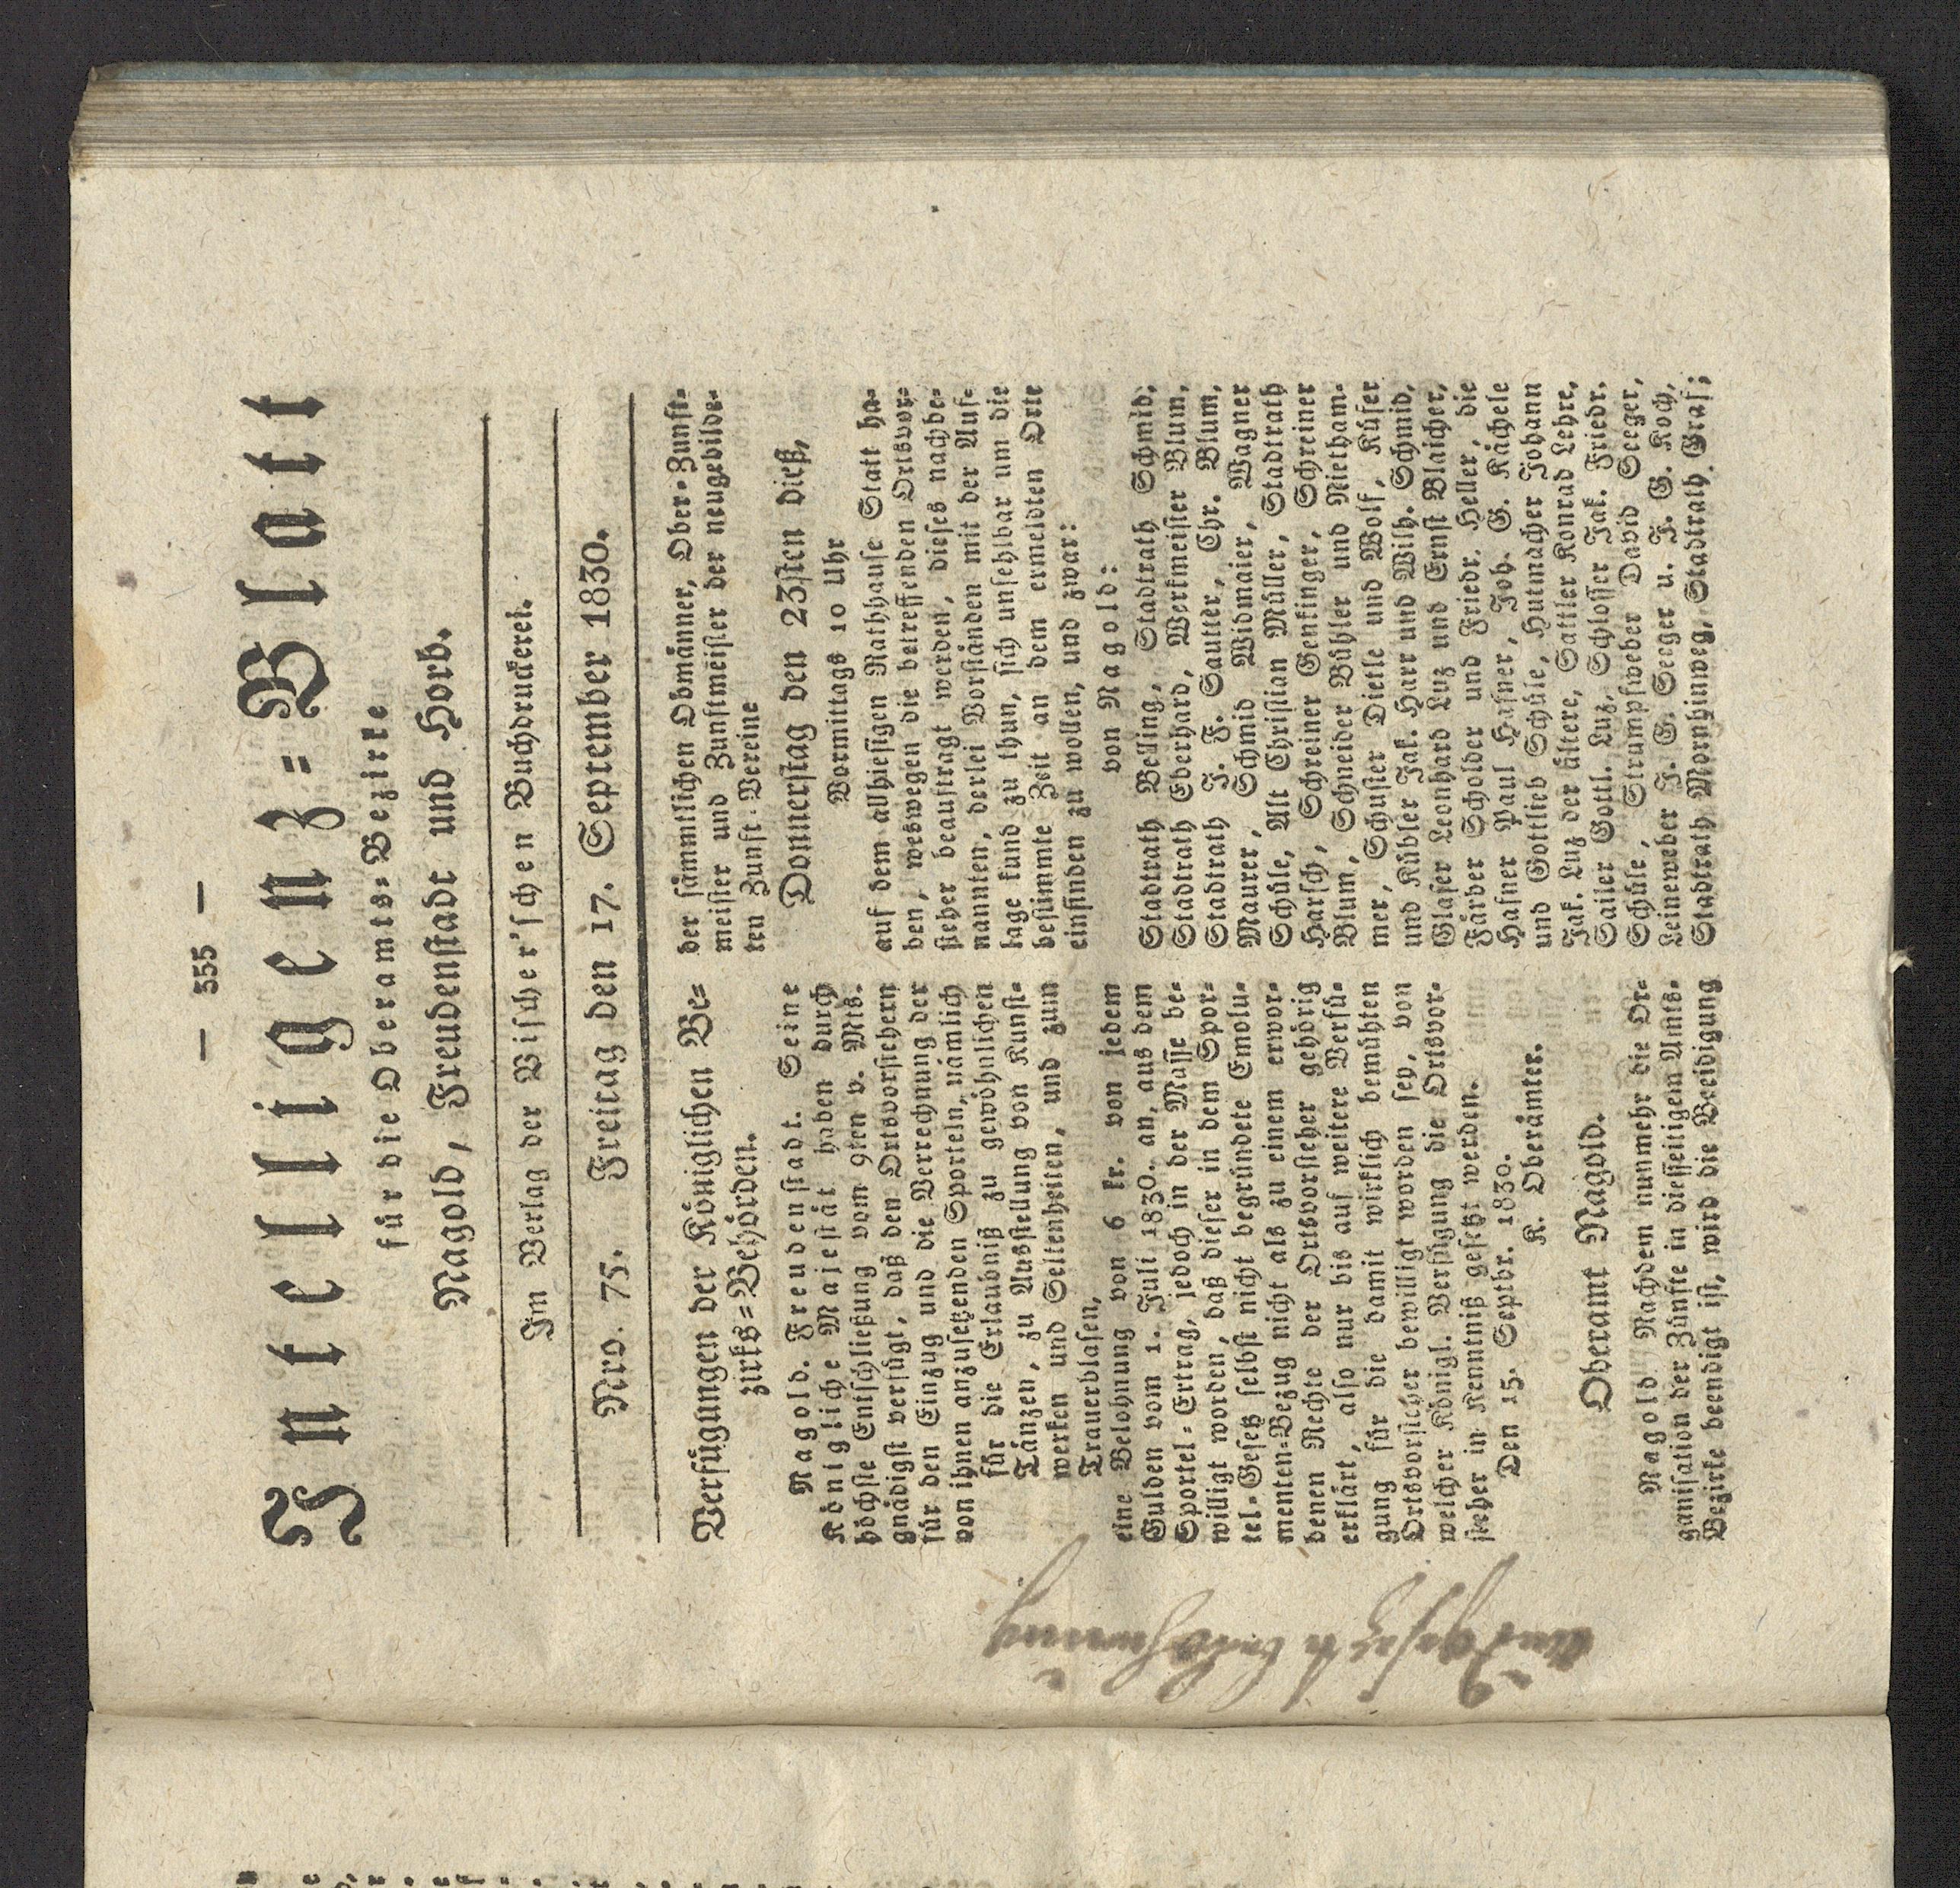 — 555 —
Intelligenz-Blatt
für die Oberamts-Bezirke
Nagold, Freudenstadt und Horb.
Im Verlag der Vischer'schen Buchdruckerei.
Nro. 75. Freitag den 17. September 1830.
Verfügungen der Königlichen Be-
zirks-Behörden.
Nagold. Freudenstadt. Seine
Königliche Majestät haben durch
höchste Entschließung vom 9ten v. Mts.
gnädigst verfügt, daß den Ortsvorstehern
für den Einzug und die Verrechnung der
von ihnen anzusetzenden Sporteln, nämlich
für die Erlaubniß zu gewöhnlichen
Tänzen, zu Ausstellung von Kunst-
werken und Seltenheiten, und zum
Trauerblasen,
eine Belohnung von 6 kr. von jedem
Gulden vom 1. Juli 1830. an, aus dem
Sportel-Ertrag, jedoch in der Masse be-
willigt worden, daß dieser in dem Spor-
tel-Gesetz selbst nicht begründete Emolu-
menten-Bezug nicht als zu einem erwor-
benen Rechte der Ortsvorsteher gehörig
erklärt, also nur bis auf weitere Verfü-
gung für die damit wirklich bemühten
Ortsvorsteher bewilligt worden sey, von
welcher Königl. Verfügung die Ortsvor-
steher in Kenntniß gesetzt werden.
Den 15. Septbr. 1830.
K. Oberämter.
Oberamt Nagold.
Nagold. Nachdem nunmehr die Or-
ganisation der Zünfte in diesseitigem Amts-
Bezirke beendigt ist, wird die Beeidigung
der sämmtlichen Obmänner, Ober-Zunft-
meister und Zunftmeister der neugebilde-
ten Zunft-Vereine
Donnerstag den 23sten dieß,
Vormittags 10 Uhr
auf dem allhiesigen Rathhause Statt ha-
ben, weswegen die betreffenden Ortsvor-
steher beauftragt werden, dieses nachbe-
nannten, derlei Vorständen mit der Auf-
lage kund zu thun, sich unfehlbar um die
bestimmte Zeit an dem ermeldten Orte
einfinden zu wollen, und zwar:
von Nagold:
Stadtrath Belling, Stadtrath Schmid,
Stadtrath Eberhard, Werkmeister Blum,
Stadtrath J. F. Sautter, Chr. Blum,
Maurer, Schmid Widmaier, Wagner
Schüle, Alt Christian Müller, Stadtrath
Harsch, Schreiner Genkinger, Schreiner
Blum, Schneider Bühler und Rietham-
mer, Schuster Dietle und Wolf, Küfer
und Kübler Jak. Harr und Wilh. Schmid,
Glaser Leonhard Luz und Ernst Blaicher,
Färber Scholder und Friedr. Heller, die
Hafner Paul Hafner, Joh. G. Kächele
und Gottlieb Schüle, Hutmacher Johann
Jak. Luz der ältere, Sattler Konrad Lehre,
Sailer Gottl. Luz, Schlosser Jak. Friedr.
Schüle, Strumpfweber David Seeger,
Leineweber J. G. Seeger u. J. G. Koch,
Stadtrath Mornhinweg, Stadtrath Graf;